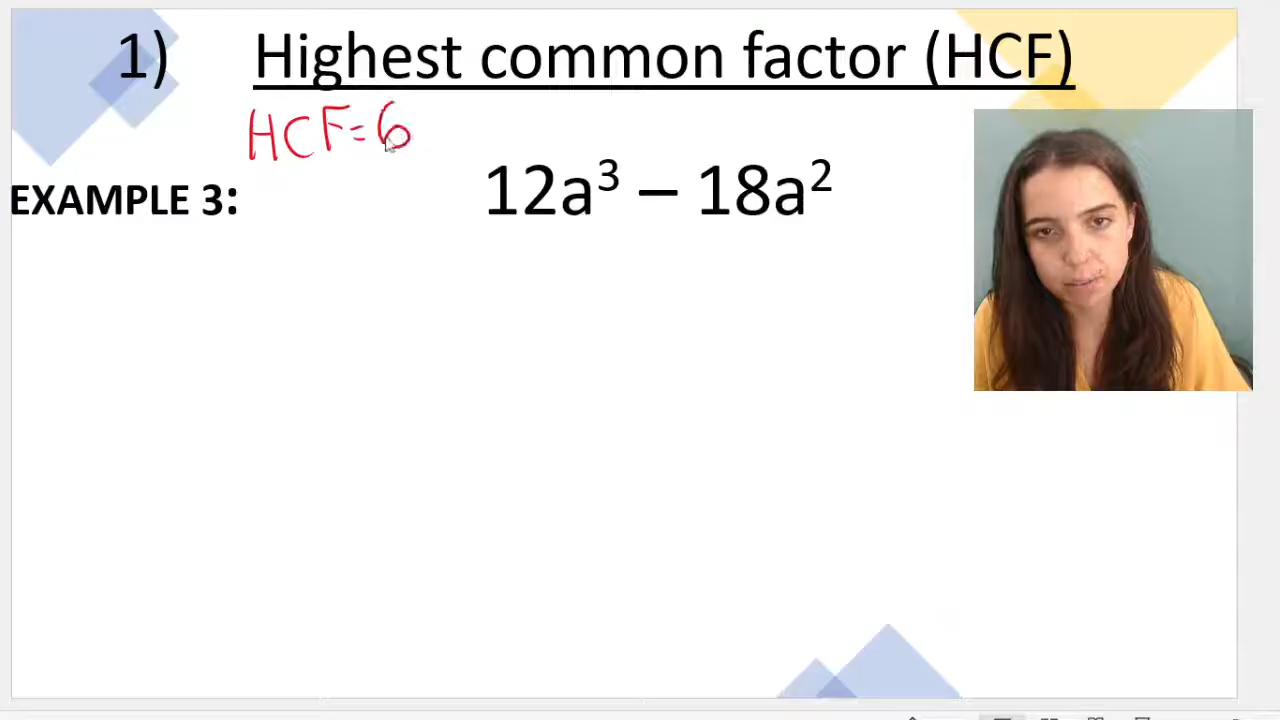 1) Highest common factor (HCF)
HCF=6
EXAMPLE 3:
12a³ – 18a²